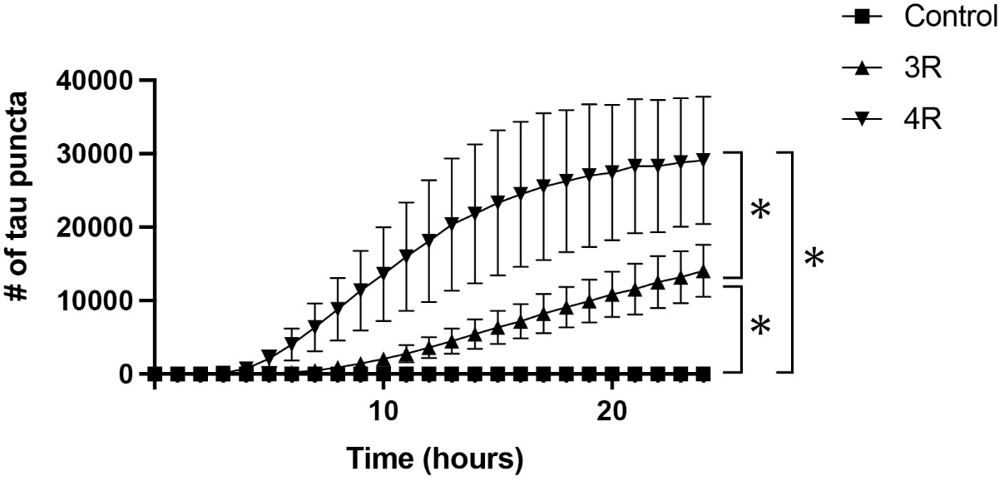 Control
3R
4R
# of tau puncta
40000
30000
20000
10000
0
10
20
Time (hours)
*
*
*